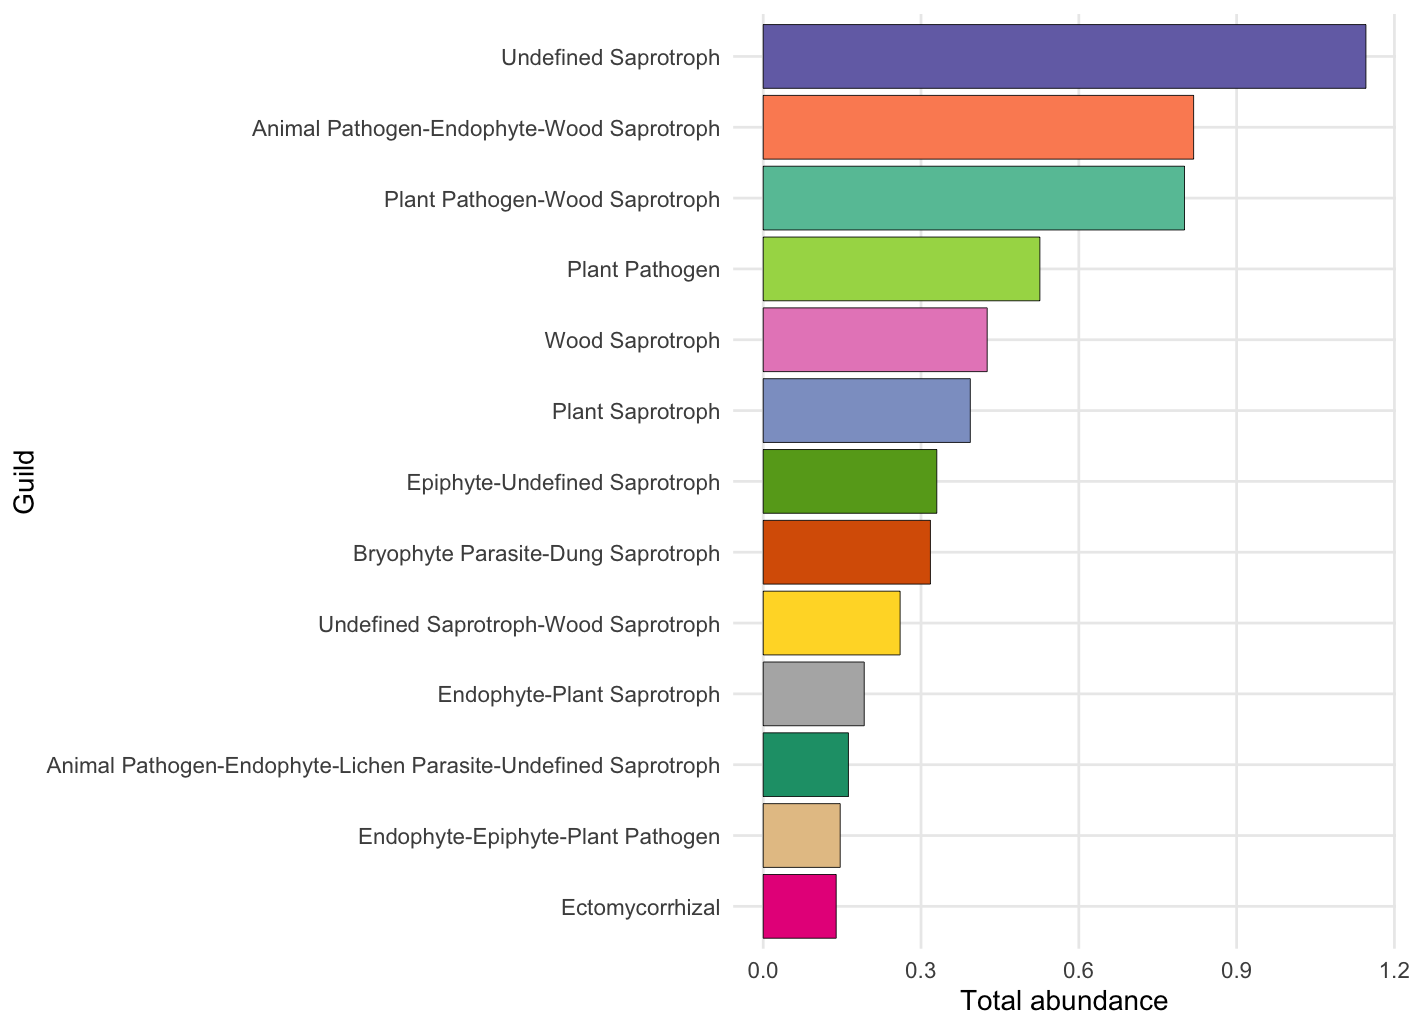 Undefined Saprotroph
Animal Pathogen-Endophyte-Wood Saprotroph
Plant Pathogen-Wood Saprotroph
Plant Pathogen
Wood Saprotroph
Plant Saprotroph
Epiphyte-Undefined Saprotroph
Bryophyte Parasite-Dung Saprotroph
Undefined Saprotroph-Wood Saprotroph
Endophyte-Plant Saprotroph
Animal Pathogen-Endophyte-Lichen Parasite-Undefined Saprotroph
Endophyte-Epiphyte-Plant Pathogen
Ectomycorrhizal
Guild
0.0 0.3 0.6 0.9 1.2
Total abundance